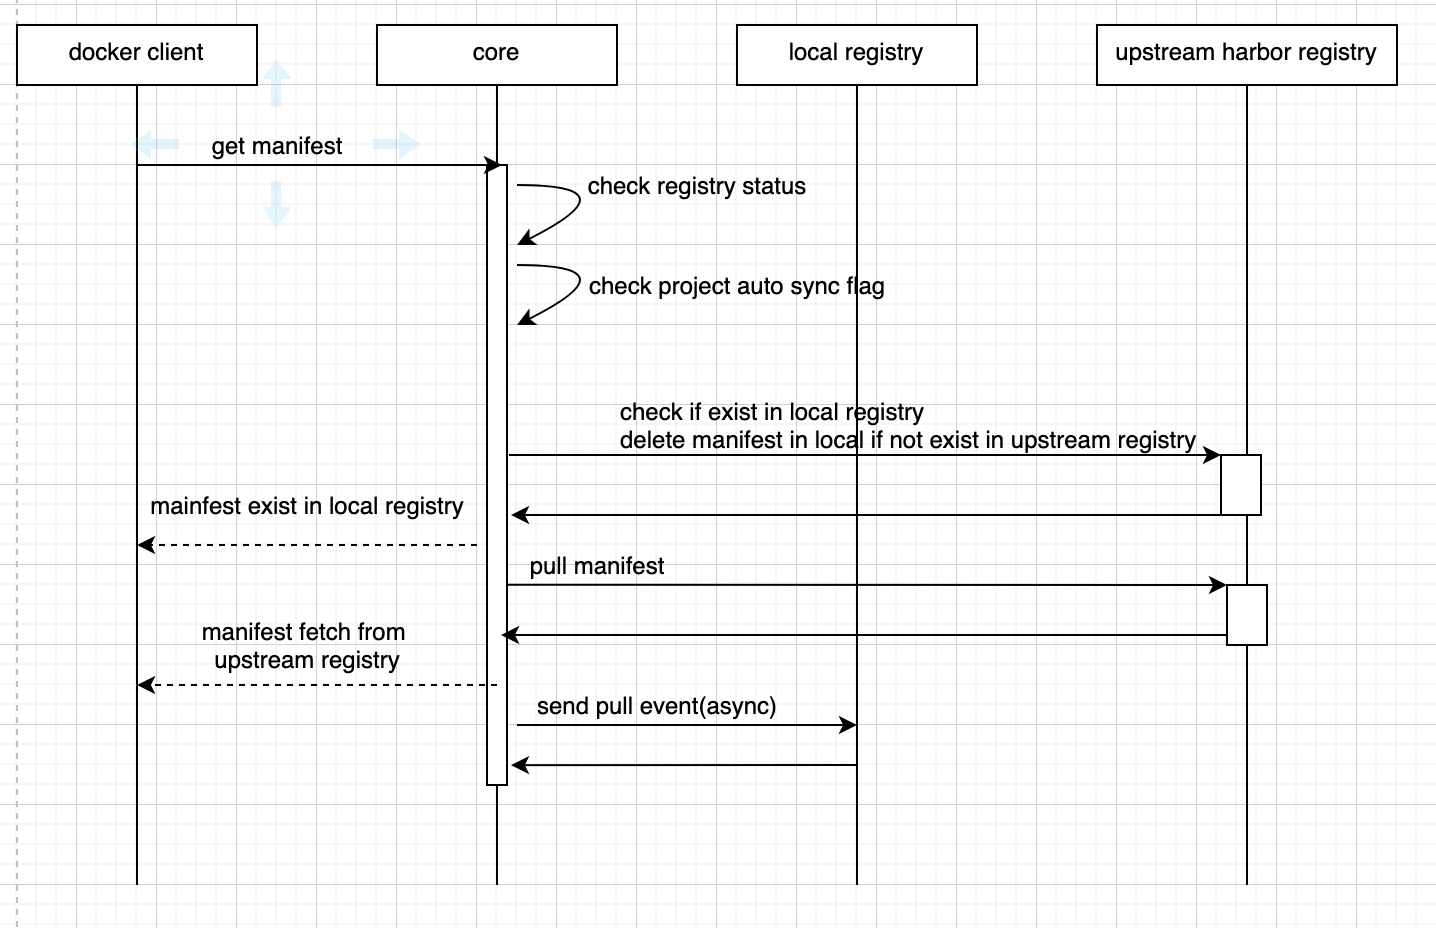 docker client
core
local registry
upstream harbor registry
get manifest
check registry status
check project auto sync flag
check if exist in local registry
delete manifest in local if not exist in upstream registry
mainfest exist in local registry
pull manifest
manifest fetch from
upstream registry
send pull event(async)